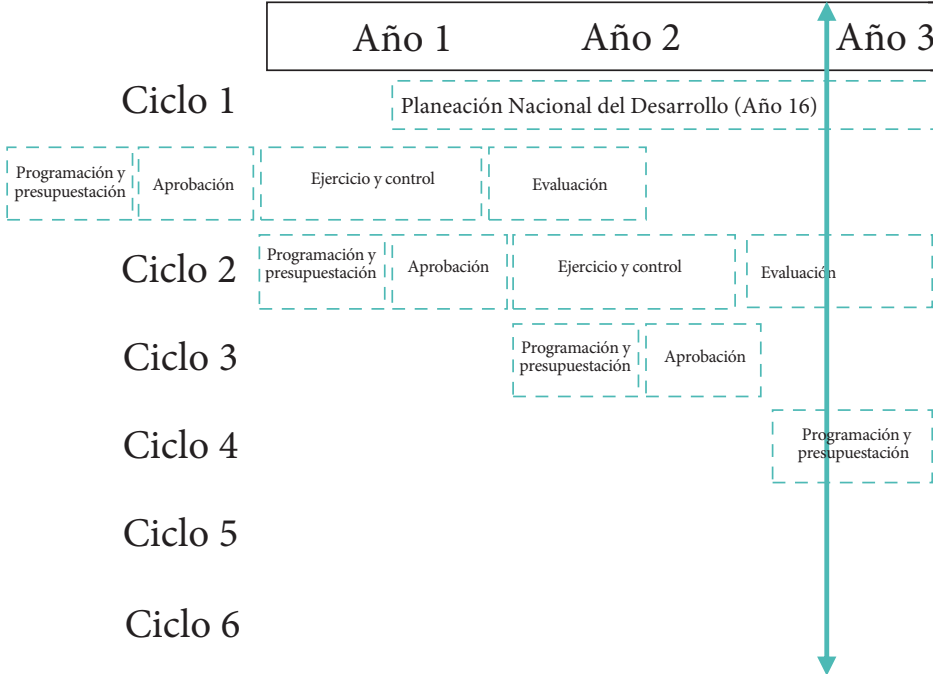 Año 1 Año 2 Año 3
Ciclo 1
Planeación Nacional del Desarrollo (Año 16)
Programación y
presupuestación
Aprobación
Ejercicio y control
Evaluación
Ciclo 2
Programación y
presupuestación
Aprobación
Ejercicio y control
Evaluación
Ciclo 3
Programación y
presupuestación
Aprobación
Ciclo 4
Programación y
presupuestación
Ciclo 5
Ciclo 6